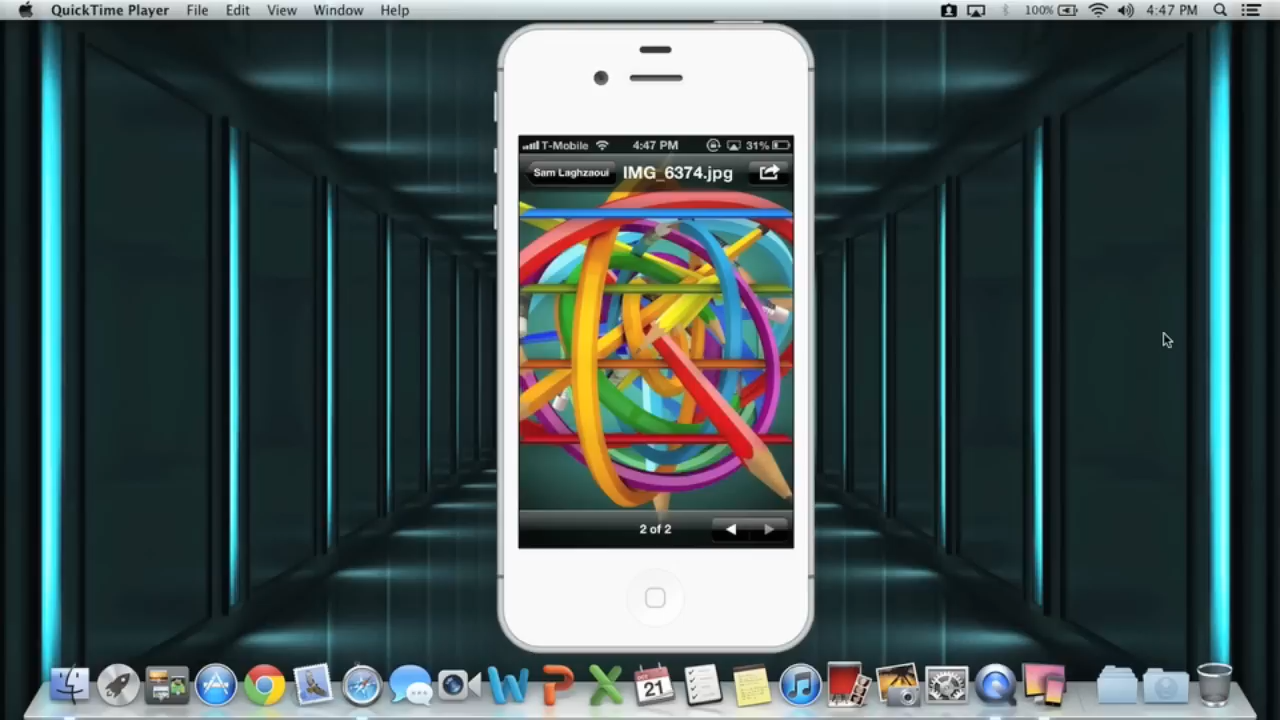 QuickTime Player File Edit View Window Help 100% 4:47 PM
T-Mobile 4:47 PM 31%
Sam Laghzaoui IMG_6374.jpg
2 of 2
W P X 21